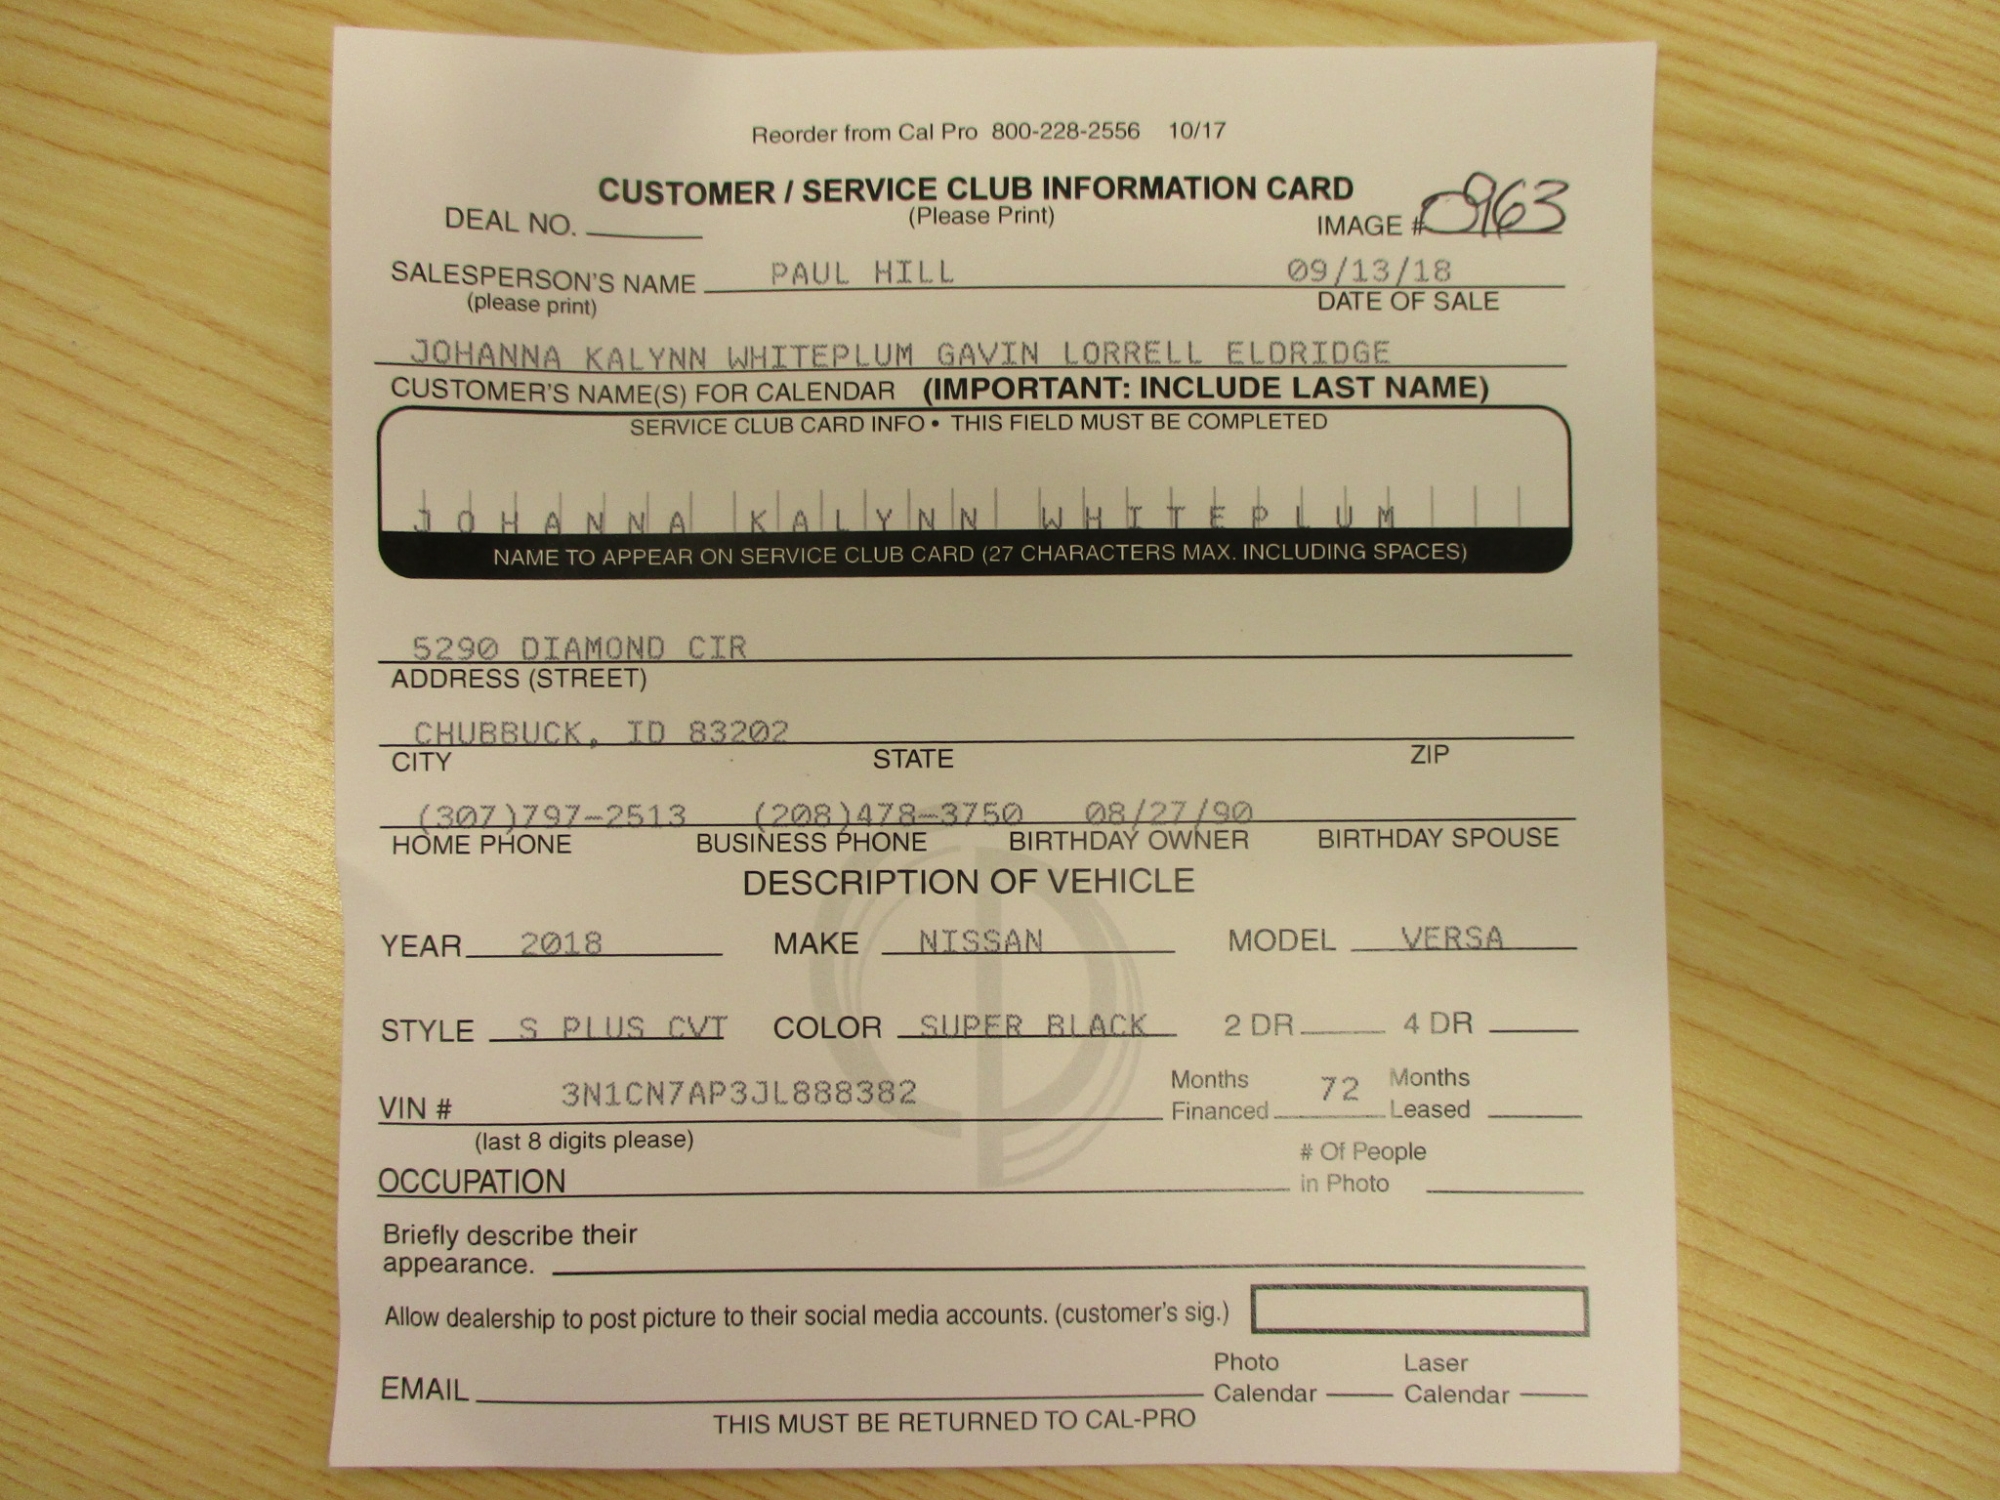 Reorder from Cal Pro 800-228-2556 10/17
CUSTOMER / SERVICE CLUB INFORMATION CARD
(Please Print)
DEAL NO. IMAGE # 0963
SALESPERSON'S NAME PAUL HILL 09/13/18
(please print) DATE OF SALE
JOHANNA KALYNN WHITEPLUM GAVIN LORRELL ELDRIDGE
CUSTOMER'S NAME(S) FOR CALENDAR (IMPORTANT: INCLUDE LAST NAME)
SERVICE CLUB CARD INFO • THIS FIELD MUST BE COMPLETED
JOHANNA KALYNN WHITEPLUM
NAME TO APPEAR ON SERVICE CLUB CARD (27 CHARACTERS MAX. INCLUDING SPACES)
5290 DIAMOND CIR
ADDRESS (STREET)
CHUBBUCK, ID 83202
CITY STATE ZIP
(307)797-2513 (208)478-3750 08/27/90
HOME PHONE BUSINESS PHONE BIRTHDAY OWNER BIRTHDAY SPOUSE
DESCRIPTION OF VEHICLE
YEAR 2018 MAKE NISSAN MODEL VERSA
STYLE S PLUS CVT COLOR SUPER BLACK 2 DR 4 DR
VIN # 3N1CN7AP3JL888382 Months Financed 72 Months Leased
(last 8 digits please)
OCCUPATION # Of People in Photo
Briefly describe their
appearance.
Allow dealership to post picture to their social media accounts. (customer's sig.)
EMAIL Photo Calendar Laser Calendar
THIS MUST BE RETURNED TO CAL-PRO